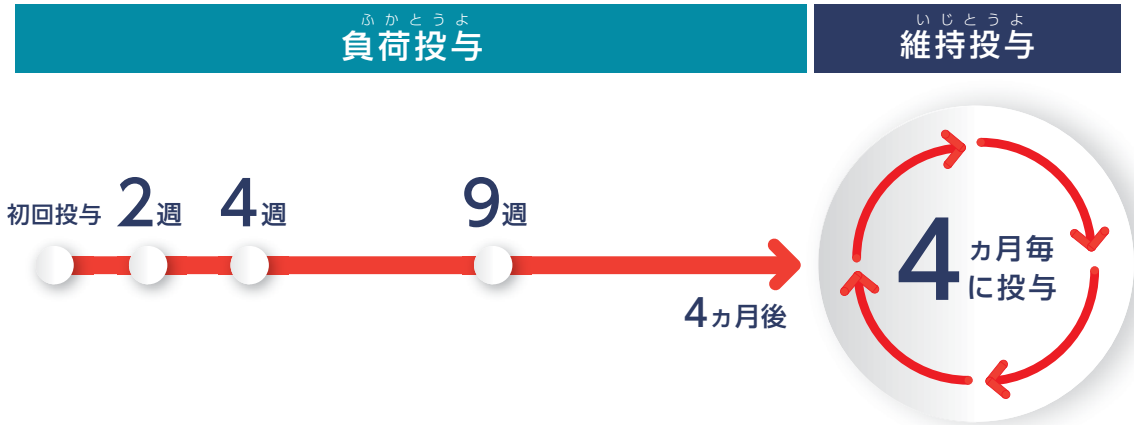 ふかとうよ
負荷投与
いじとうよ
維持投与
初回投与 2週 4週 9週
4ヵ月後
4ヵ月毎
に投与